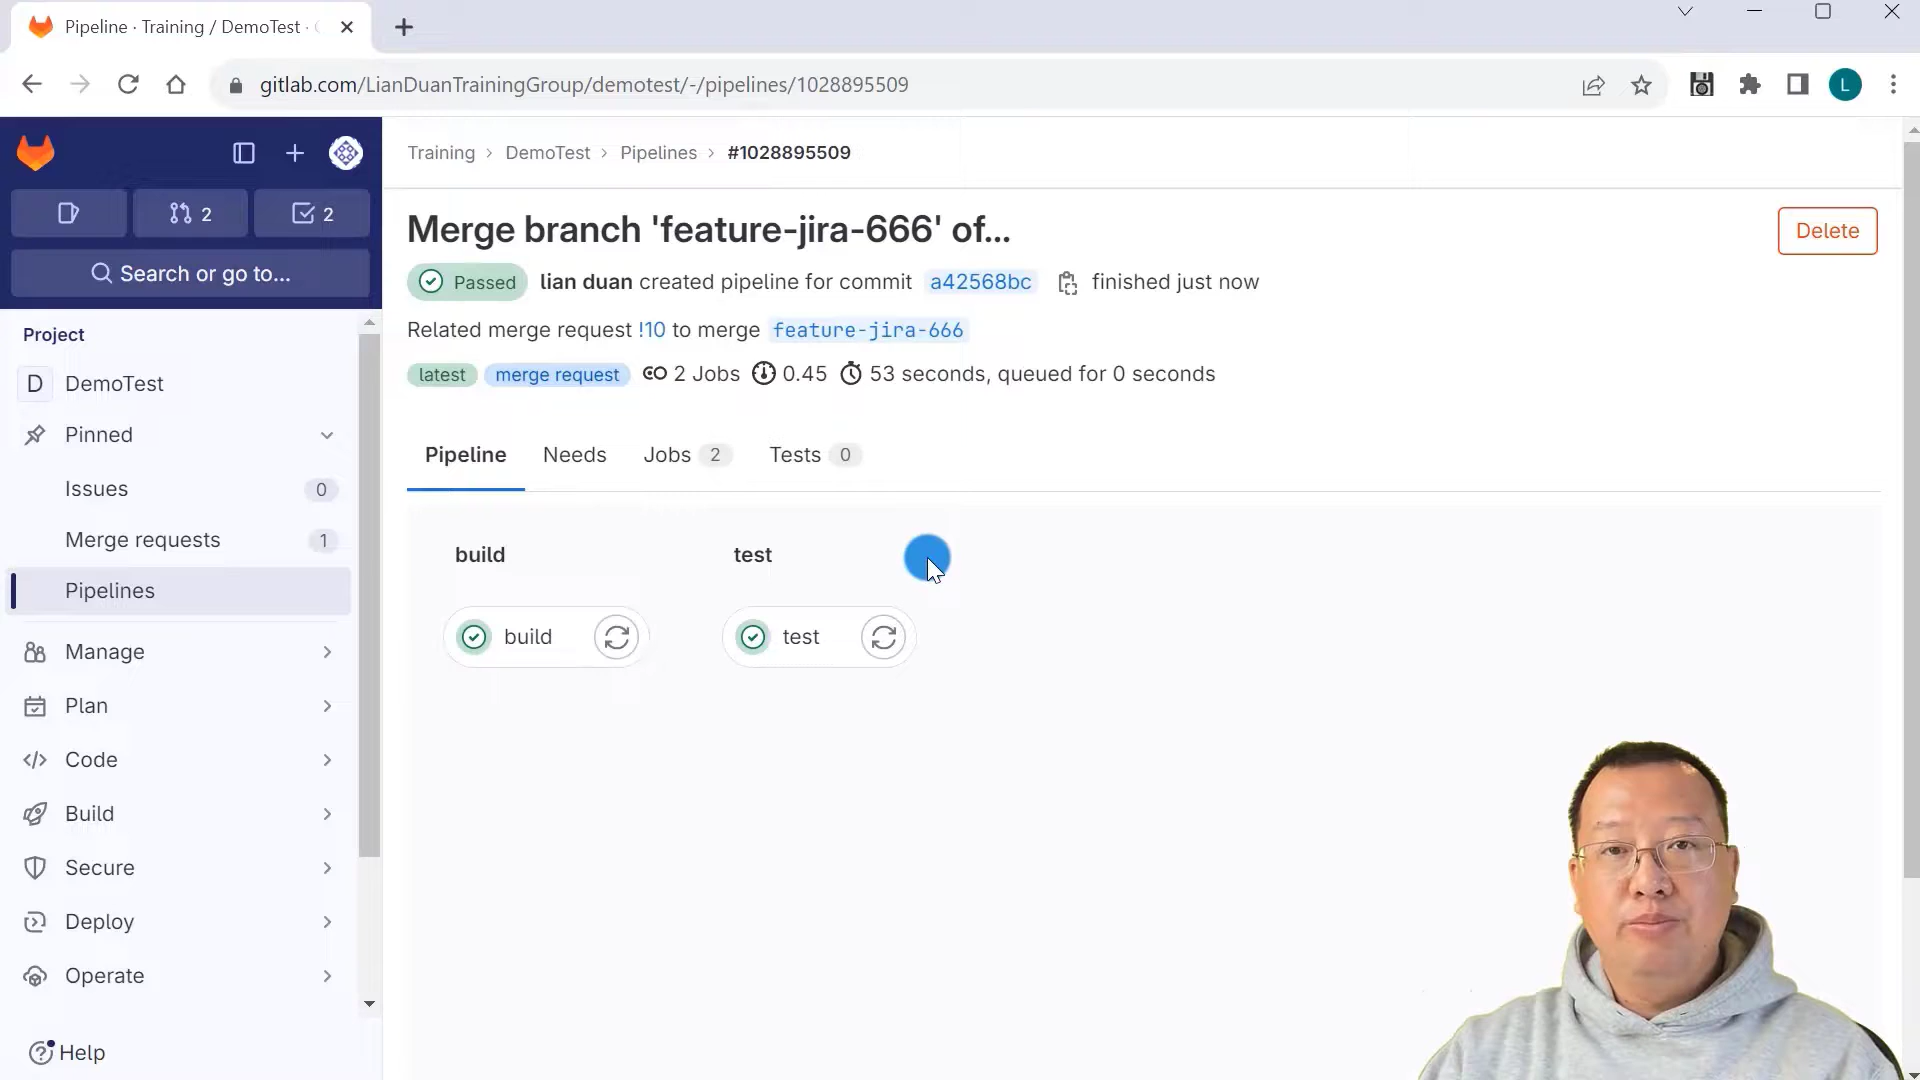 Pipeline · Training / DemoTest ·
gitlab.com/LianDuanTrainingGroup/demotest/-/pipelines/1028895509
L
2
2
Search or go to...
Project
D DemoTest
Pinned
Issues 0
Merge requests 1
Pipelines
Manage
Plan
Code
Build
Secure
Deploy
Operate
Help
Training > DemoTest > Pipelines > #1028895509
Merge branch 'feature-jira-666' of...
Delete
Passed lian duan created pipeline for commit a42568bc finished just now
Related merge request !10 to merge feature-jira-666
latest merge request 2 Jobs 0.45 53 seconds, queued for 0 seconds
Pipeline Needs Jobs 2 Tests 0
build test
build test